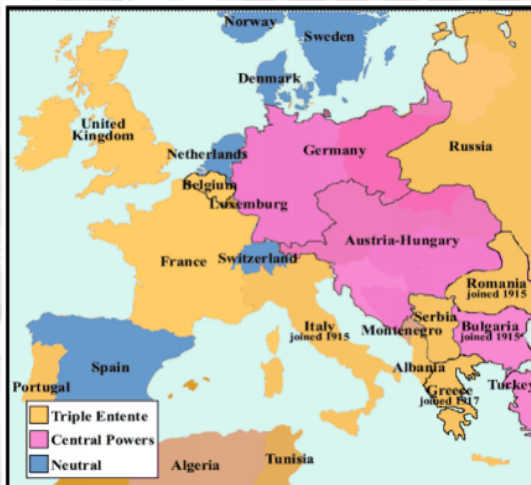 Norway
Sweden
Denmark
United
Kingdom
Netherlands
Germany
Russia
Belgium
Luxemburg
Austria-Hungary
France
Switzerland
Romania
joined 1915
Serbia
Italy
joined 1915
Montenegro
Bulgaria
joined 1915
Spain
Albania
Portugal
Greece
joined 1917
Turkey
Triple Entente
Central Powers
Neutral
Algeria
Tunisia